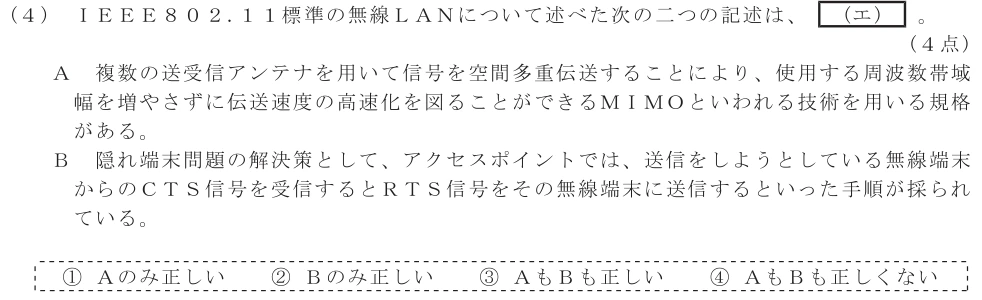 （４） ＩＥＥＥ８０２．１１標準の無線ＬＡＮについて述べた次の二つの記述は、 （エ） 。
（４点）
Ａ 複数の送受信アンテナを用いて信号を空間多重伝送することにより、使用する周波数帯域
幅を増やさずに伝送速度の高速化を図ることができるＭＩＭＯといわれる技術を用いる規格
がある。
Ｂ 隠れ端末問題の解決策として、アクセスポイントでは、送信をしようとしている無線端末
からのＣＴＳ信号を受信するとＲＴＳ信号をその無線端末に送信するといった手順が採られ
ている。
① Ａのみ正しい ② Ｂのみ正しい ③ ＡもＢも正しい ④ ＡもＢも正しくない